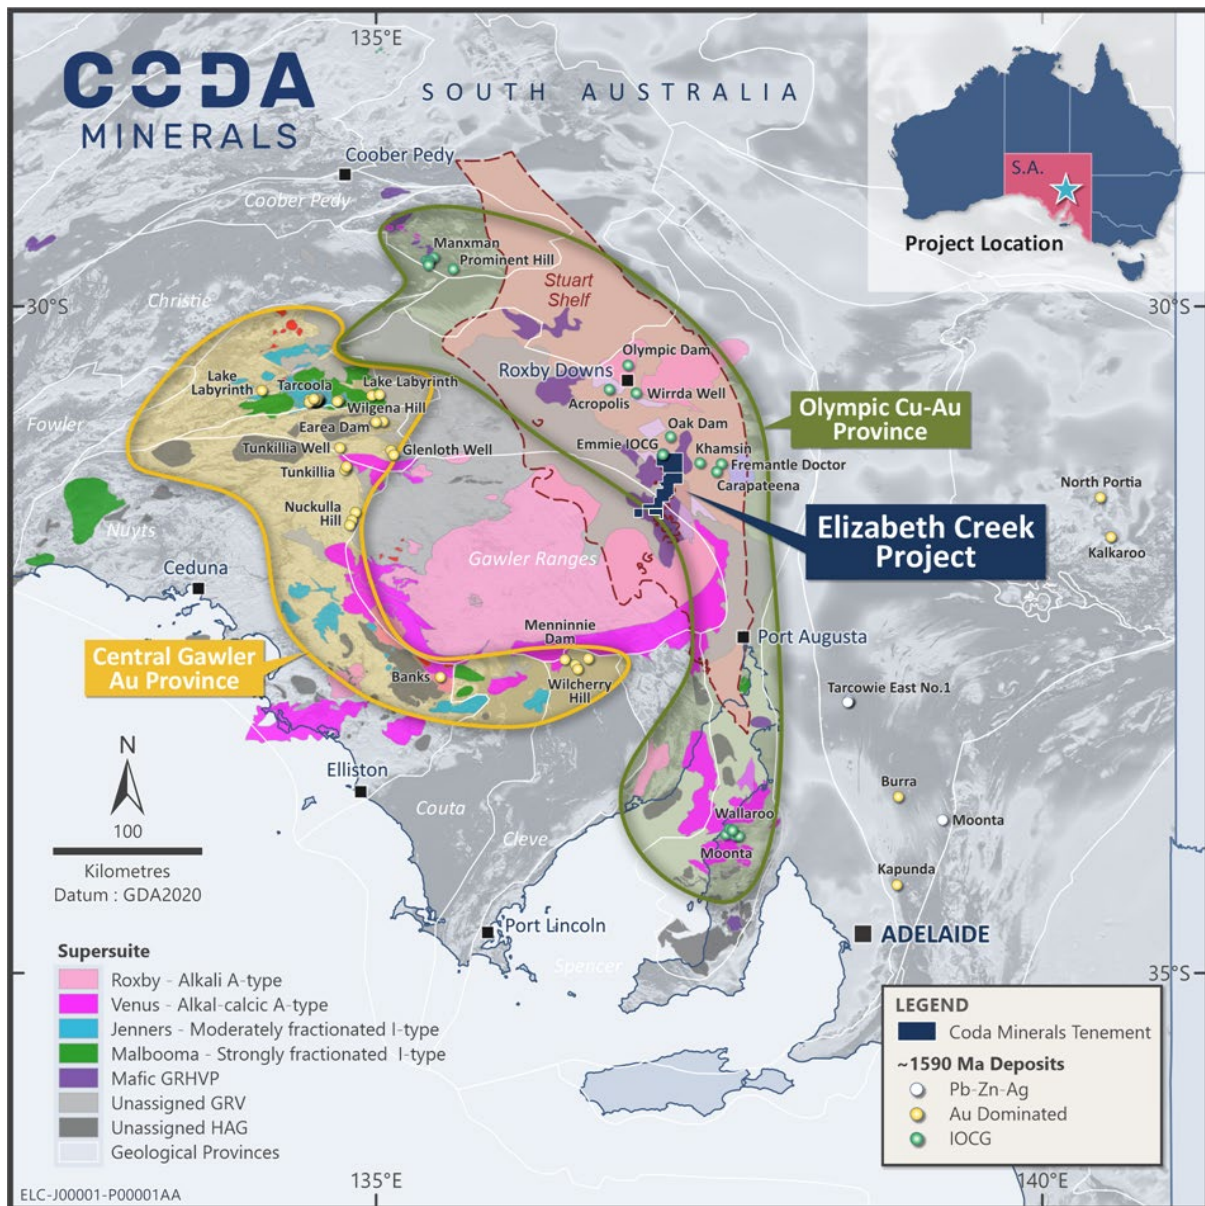 135°E
CODA
MINERALS
SOUTH AUSTRALIA
S.A.
Project Location
Coober Pedy
Coober Pedy
Manxman
Prominent Hill
Stuart
Shelf
Christie
30°S
30°S
Olympic Dam
Roxby Downs
Wirrda Well
Acropolis
Lake
Labyrinth
Tarcoola
Lake Labyrinth
Wilgena Hill
Earea Dam
Fowler
Tunkillia Well
Glenloth Well
Tunkillia
Oak Dam
Emmie IOCG
Khamsin
Fremantle Doctor
Carapateena
Olympic Cu-Au
Province
North Portia
Kalkaroo
Nuckulla
Hill
Nuyts
Elizabeth Creek
Project
Gawler Ranges
Ceduna
Menninnie
Dam
Port Augusta
Central Gawler
Au Province
Banks
Wilcherry
Hill
Tarcowie East No.1
N
100
Kilometres
Datum : GDA2020
Elliston
Couta
Cleve
Burra
Moonta
Wallaroo
Moonta
Kapunda
Port Lincoln
ADELAIDE
Spencer
35°S
Supersuite
Roxby - Alkali A-type
Venus - Alkal-calcic A-type
Jenners - Moderately fractionated I-type
Malbooma - Strongly fractionated I-type
Mafic GRHVP
Unassigned GRV
Unassigned HAG
Geological Provinces
LEGEND
Coda Minerals Tenement
~1590 Ma Deposits
Pb-Zn-Ag
Au Dominated
IOCG
ELC-J00001-P00001AA
135°E
140°E